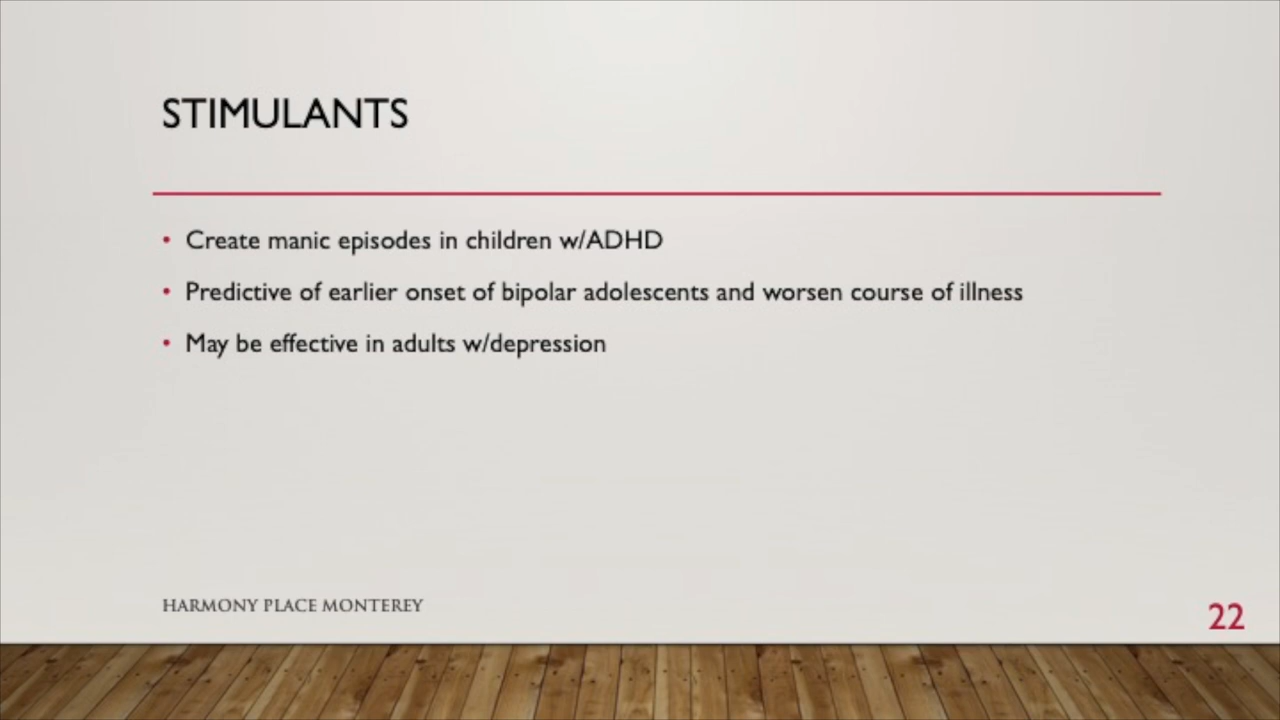 STIMULANTS
• Create manic episodes in children w/ADHD
• Predictive of earlier onset of bipolar adolescents and worsen course of illness
• May be effective in adults w/depression
HARMONY PLACE MONTEREY
22